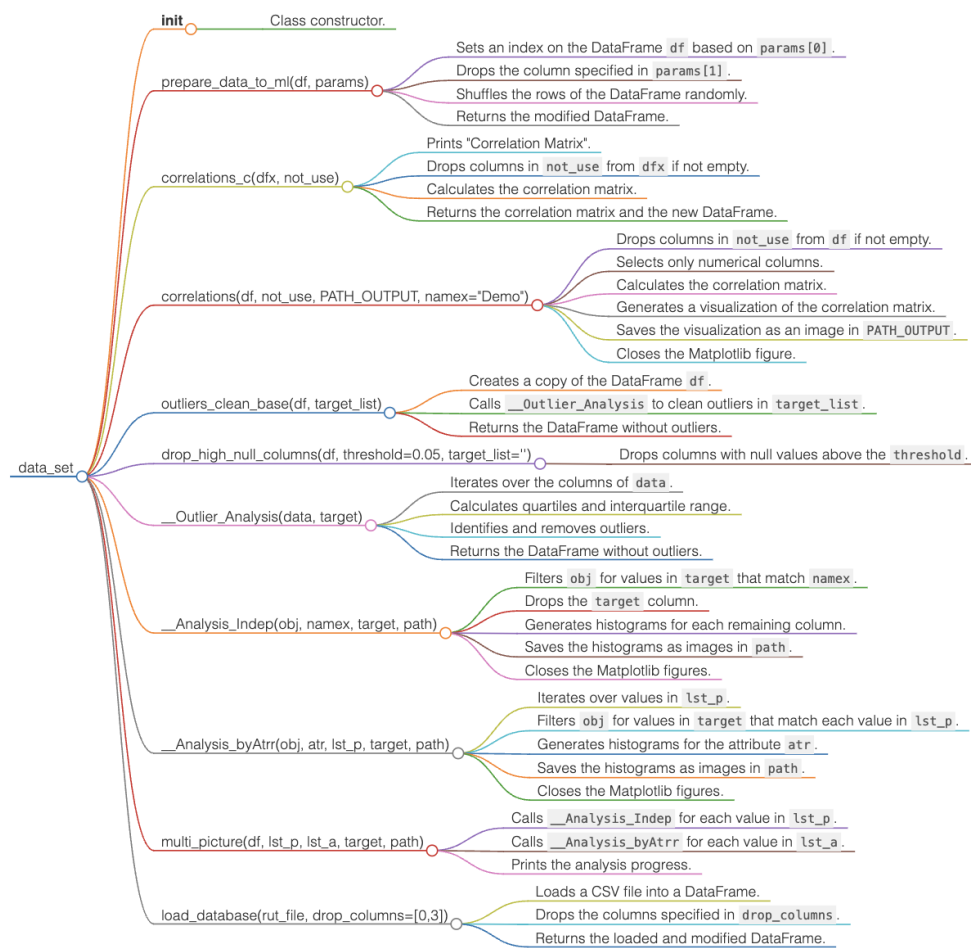 init
Class constructor.
prepare_data_to_ml(df, params)
Sets an index on the DataFrame df based on params[0].
Drops the column specified in params[1].
Shuffles the rows of the DataFrame randomly.
Returns the modified DataFrame.
correlations_c(dfx, not_use)
Prints "Correlation Matrix".
Drops columns in not_use from dfx if not empty.
Calculates the correlation matrix.
Returns the correlation matrix and the new DataFrame.
correlations(df, not_use, PATH_OUTPUT, namex="Demo")
Drops columns in not_use from df if not empty.
Selects only numerical columns.
Calculates the correlation matrix.
Generates a visualization of the correlation matrix.
Saves the visualization as an image in PATH_OUTPUT.
Closes the Matplotlib figure.
outliers_clean_base(df, target_list)
Creates a copy of the DataFrame df.
Calls __Outlier_Analysis to clean outliers in target_list.
Returns the DataFrame without outliers.
data_set
drop_high_null_columns(df, threshold=0.05, target_list='')
Drops columns with null values above the threshold.
__Outlier_Analysis(data, target)
Iterates over the columns of data.
Calculates quartiles and interquartile range.
Identifies and removes outliers.
Returns the DataFrame without outliers.
__Analysis_Indep(obj, namex, target, path)
Filters obj for values in target that match namex.
Drops the target column.
Generates histograms for each remaining column.
Saves the histograms as images in path.
Closes the Matplotlib figures.
__Analysis_byAtrr(obj, atr, lst_p, target, path)
Iterates over values in lst_p.
Filters obj for values in target that match each value in lst_p.
Generates histograms for the attribute atr.
Saves the histograms as images in path.
Closes the Matplotlib figures.
multi_picture(df, lst_p, lst_a, target, path)
Calls __Analysis_Indep for each value in lst_p.
Calls __Analysis_byAtrr for each value in lst_a.
Prints the analysis progress.
load_database(rut_file, drop_columns=[0,3])
Loads a CSV file into a DataFrame.
Drops the columns specified in drop_columns.
Returns the loaded and modified DataFrame.